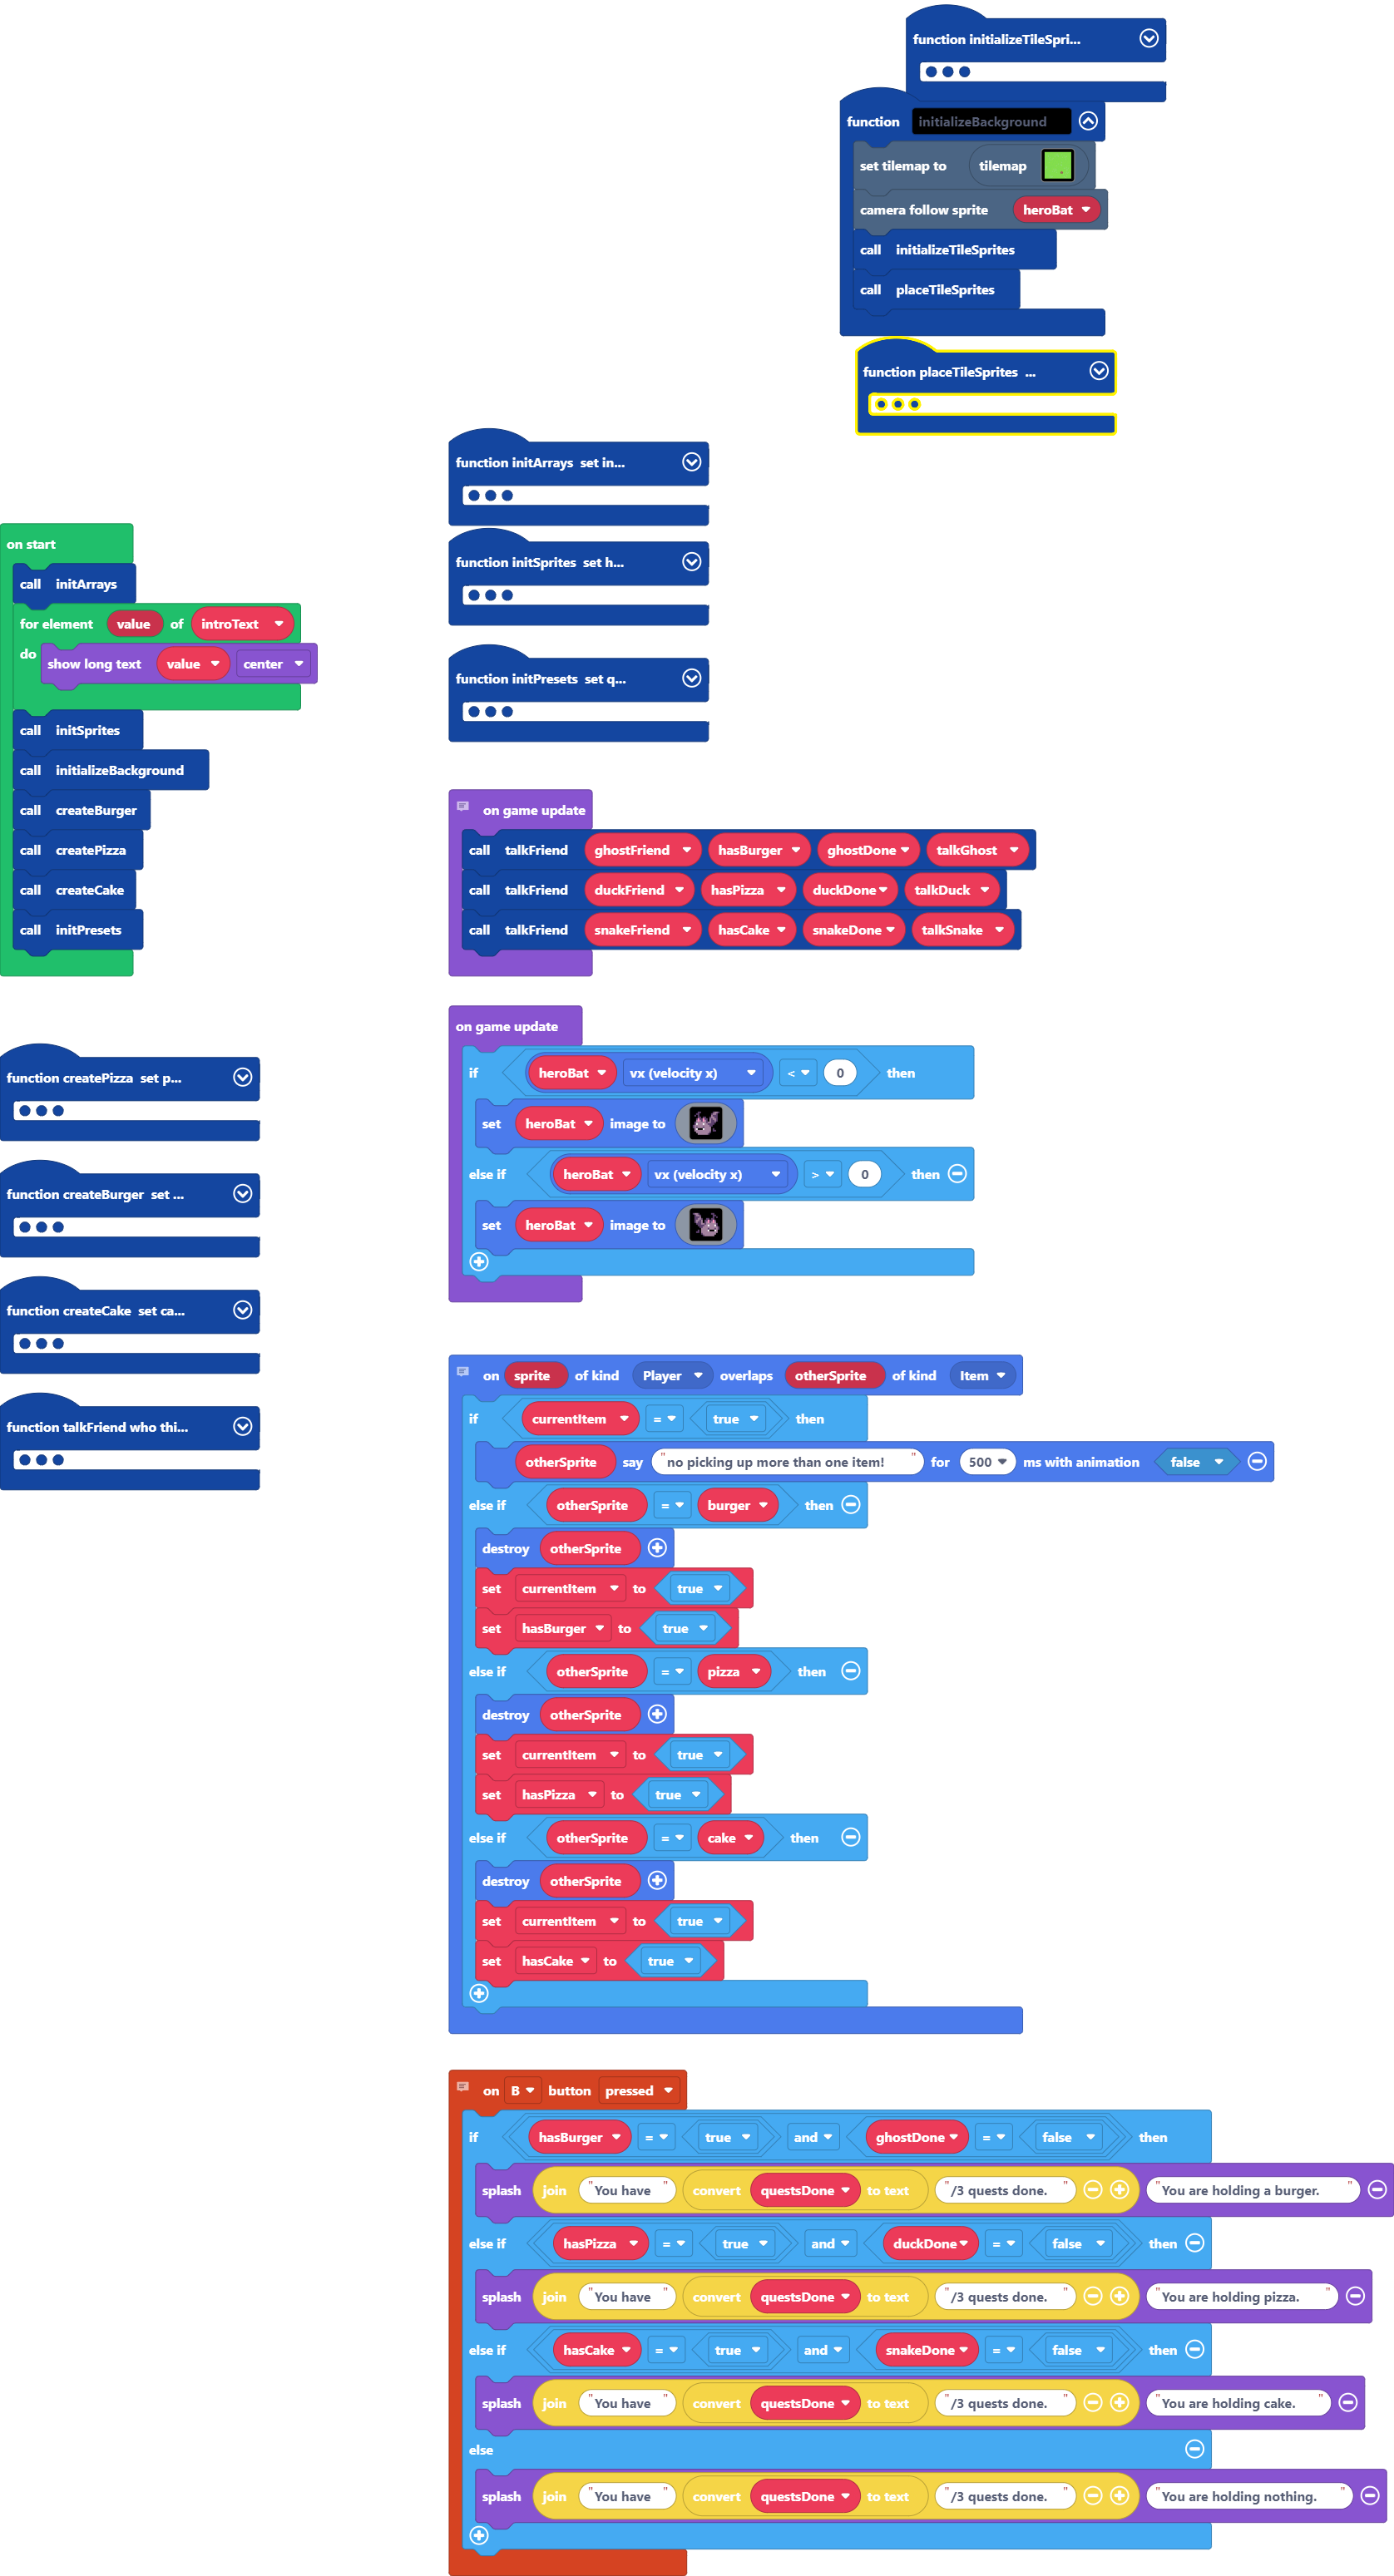 function initializeTileSpri...
function initializeBackground
set tilemap to tilemap
camera follow sprite heroBat
call initializeTileSprites
call placeTileSprites
function placeTileSprites ...
function initArrays set in...
function initSprites set h...
function initPresets set q...
on start
call initArrays
for element value of introText
do show long text value center
call initSprites
call initializeBackground
call createBurger
call createPizza
call createCake
call initPresets
on game update
call talkFriend ghostFriend hasBurger ghostDone talkGhost
call talkFriend duckFriend hasPizza duckDone talkDuck
call talkFriend snakeFriend hasCake snakeDone talkSnake
on game update
if heroBat vx (velocity x) < 0 then
set heroBat image to
else if heroBat vx (velocity x) > 0 then
set heroBat image to
function createPizza set p...
function createBurger set ...
function createCake set ca...
function talkFriend who thi...
on sprite of kind Player overlaps otherSprite of kind Item
if currentItem = true then
otherSprite say "no picking up more than one item!" for 500 ms with animation false
else if otherSprite = burger then
destroy otherSprite
set currentItem to true
set hasBurger to true
else if otherSprite = pizza then
destroy otherSprite
set currentItem to true
set hasPizza to true
else if otherSprite = cake then
destroy otherSprite
set currentItem to true
set hasCake to true
on B button pressed
if hasBurger = true and ghostDone = false then
splash join "You have " convert questsDone to text "/3 quests done. " "You are holding a burger. "
else if hasPizza = true and duckDone = false then
splash join "You have " convert questsDone to text "/3 quests done. " "You are holding pizza. "
else if hasCake = true and snakeDone = false then
splash join "You have " convert questsDone to text "/3 quests done. " "You are holding cake. "
else
splash join "You have " convert questsDone to text "/3 quests done. " "You are holding nothing. "